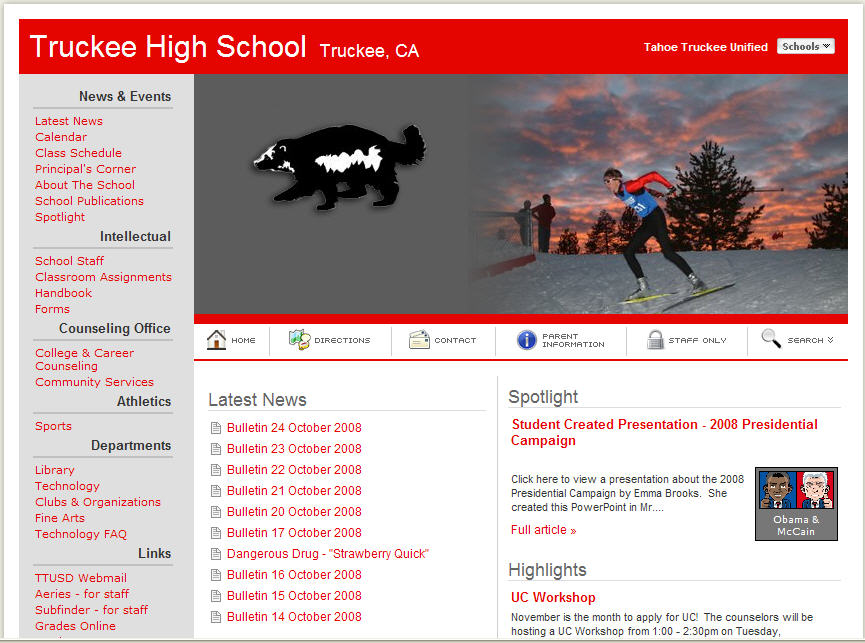 Truckee High School Truckee, CA
Tahoe Truckee Unified Schools
News & Events
Latest News
Calendar
Class Schedule
Principal's Corner
About The School
School Publications
Spotlight
Intellectual
School Staff
Classroom Assignments
Handbook
Forms
Counseling Office
College & Career
Counseling
Community Services
Athletics
Sports
Departments
Library
Technology
Clubs & Organizations
Fine Arts
Technology FAQ
Links
TTUSD Webmail
Aeries - for staff
Subfinder - for staff
Grades Online
HOME
DIRECTIONS
CONTACT
PARENT
INFORMATION
STAFF ONLY
SEARCH
Latest News
Bulletin 24 October 2008
Bulletin 23 October 2008
Bulletin 22 October 2008
Bulletin 21 October 2008
Bulletin 20 October 2008
Bulletin 17 October 2008
Dangerous Drug - "Strawberry Quick"
Bulletin 16 October 2008
Bulletin 15 October 2008
Bulletin 14 October 2008
Spotlight
Student Created Presentation - 2008 Presidential
Campaign
Click here to view a presentation about the 2008
Presidential Campaign by Emma Brooks.  She
created this PowerPoint in Mr....
Full article »
Obama &
McCain
Highlights
UC Workshop
November is the month to apply for UC!  The counselors will be
hosting a UC Workshop from 1:00 - 2:30pm on Tuesday,